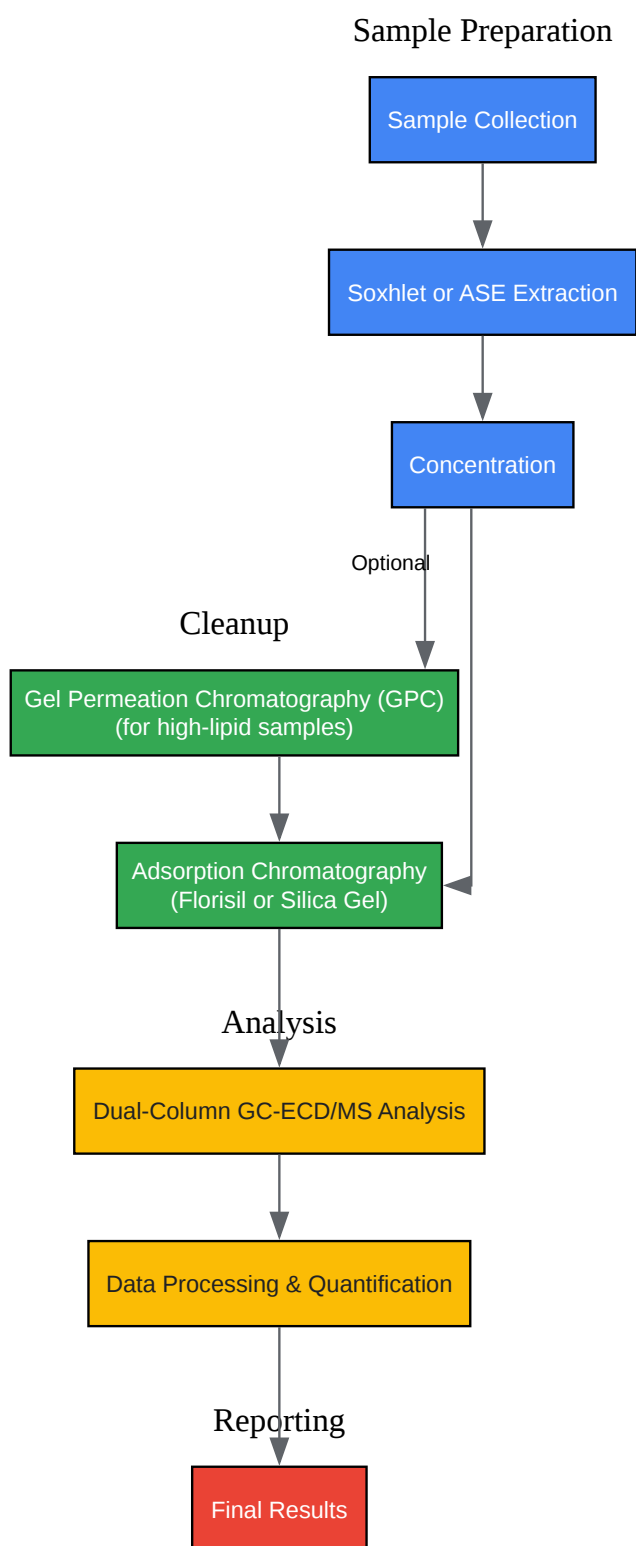 Sample Preparation
Sample Collection
Soxhlet or ASE Extraction
Concentration
Optional
Cleanup
Gel Permeation Chromatography (GPC)
(for high-lipid samples)
Adsorption Chromatography
(Florisil or Silica Gel)
Analysis
Dual-Column GC-ECD/MS Analysis
Data Processing & Quantification
Reporting
Final Results